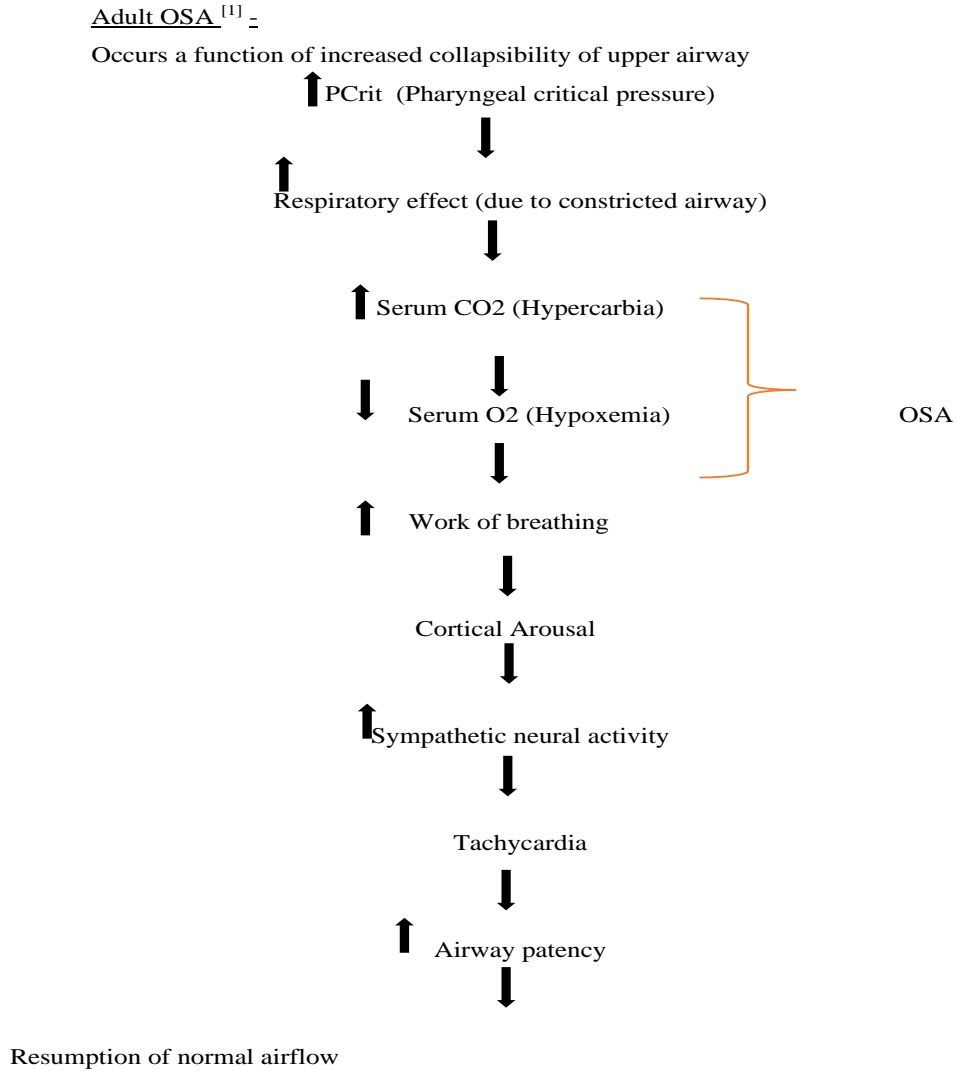 Adult OSA [1] -
Occurs a function of increased collapsibility of upper airway
PCrit (Pharyngeal critical pressure)
Respiratory effect (due to constricted airway)
Serum CO2 (Hypercarbia)
Serum O2 (Hypoxemia)
OSA
Work of breathing
Cortical Arousal
Sympathetic neural activity
Tachycardia
Airway patency
Resumption of normal airflow